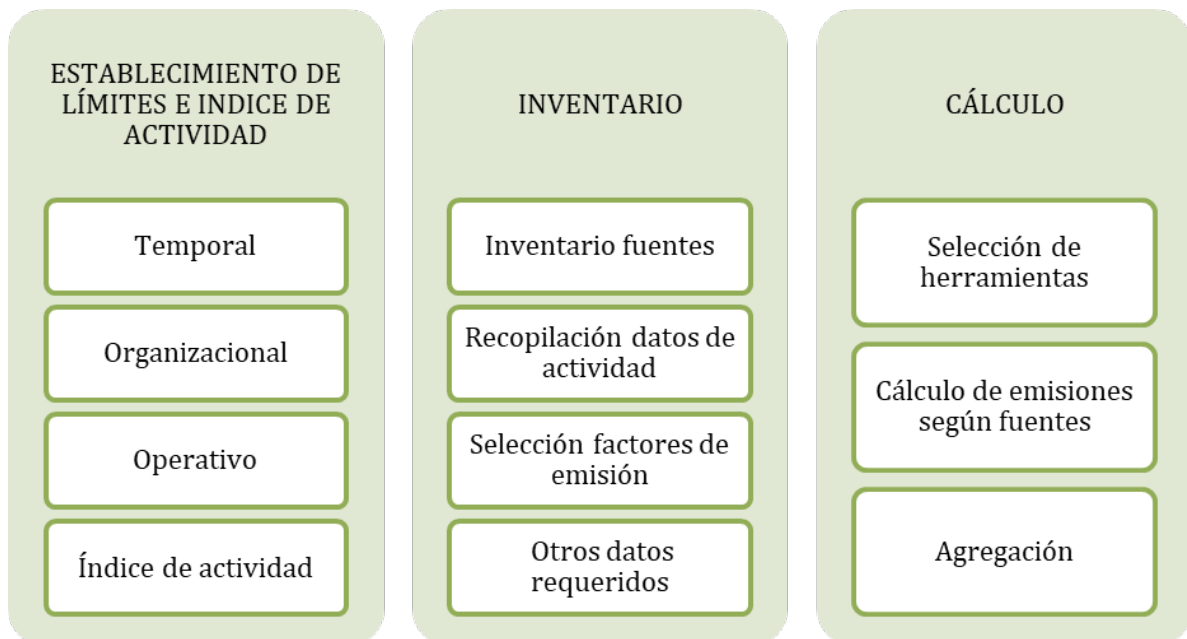 ESTABLECIMIENTO DE
LÍMITES E INDICE DE
ACTIVIDAD
Temporal
Organizacional
Operativo
Índice de actividad
INVENTARIO
Inventario fuentes
Recopilación datos de
actividad
Selección factores de
emisión
Otros datos
requeridos
CÁLCULO
Selección de
herramientas
Cálculo de emisiones
según fuentes
Agregación